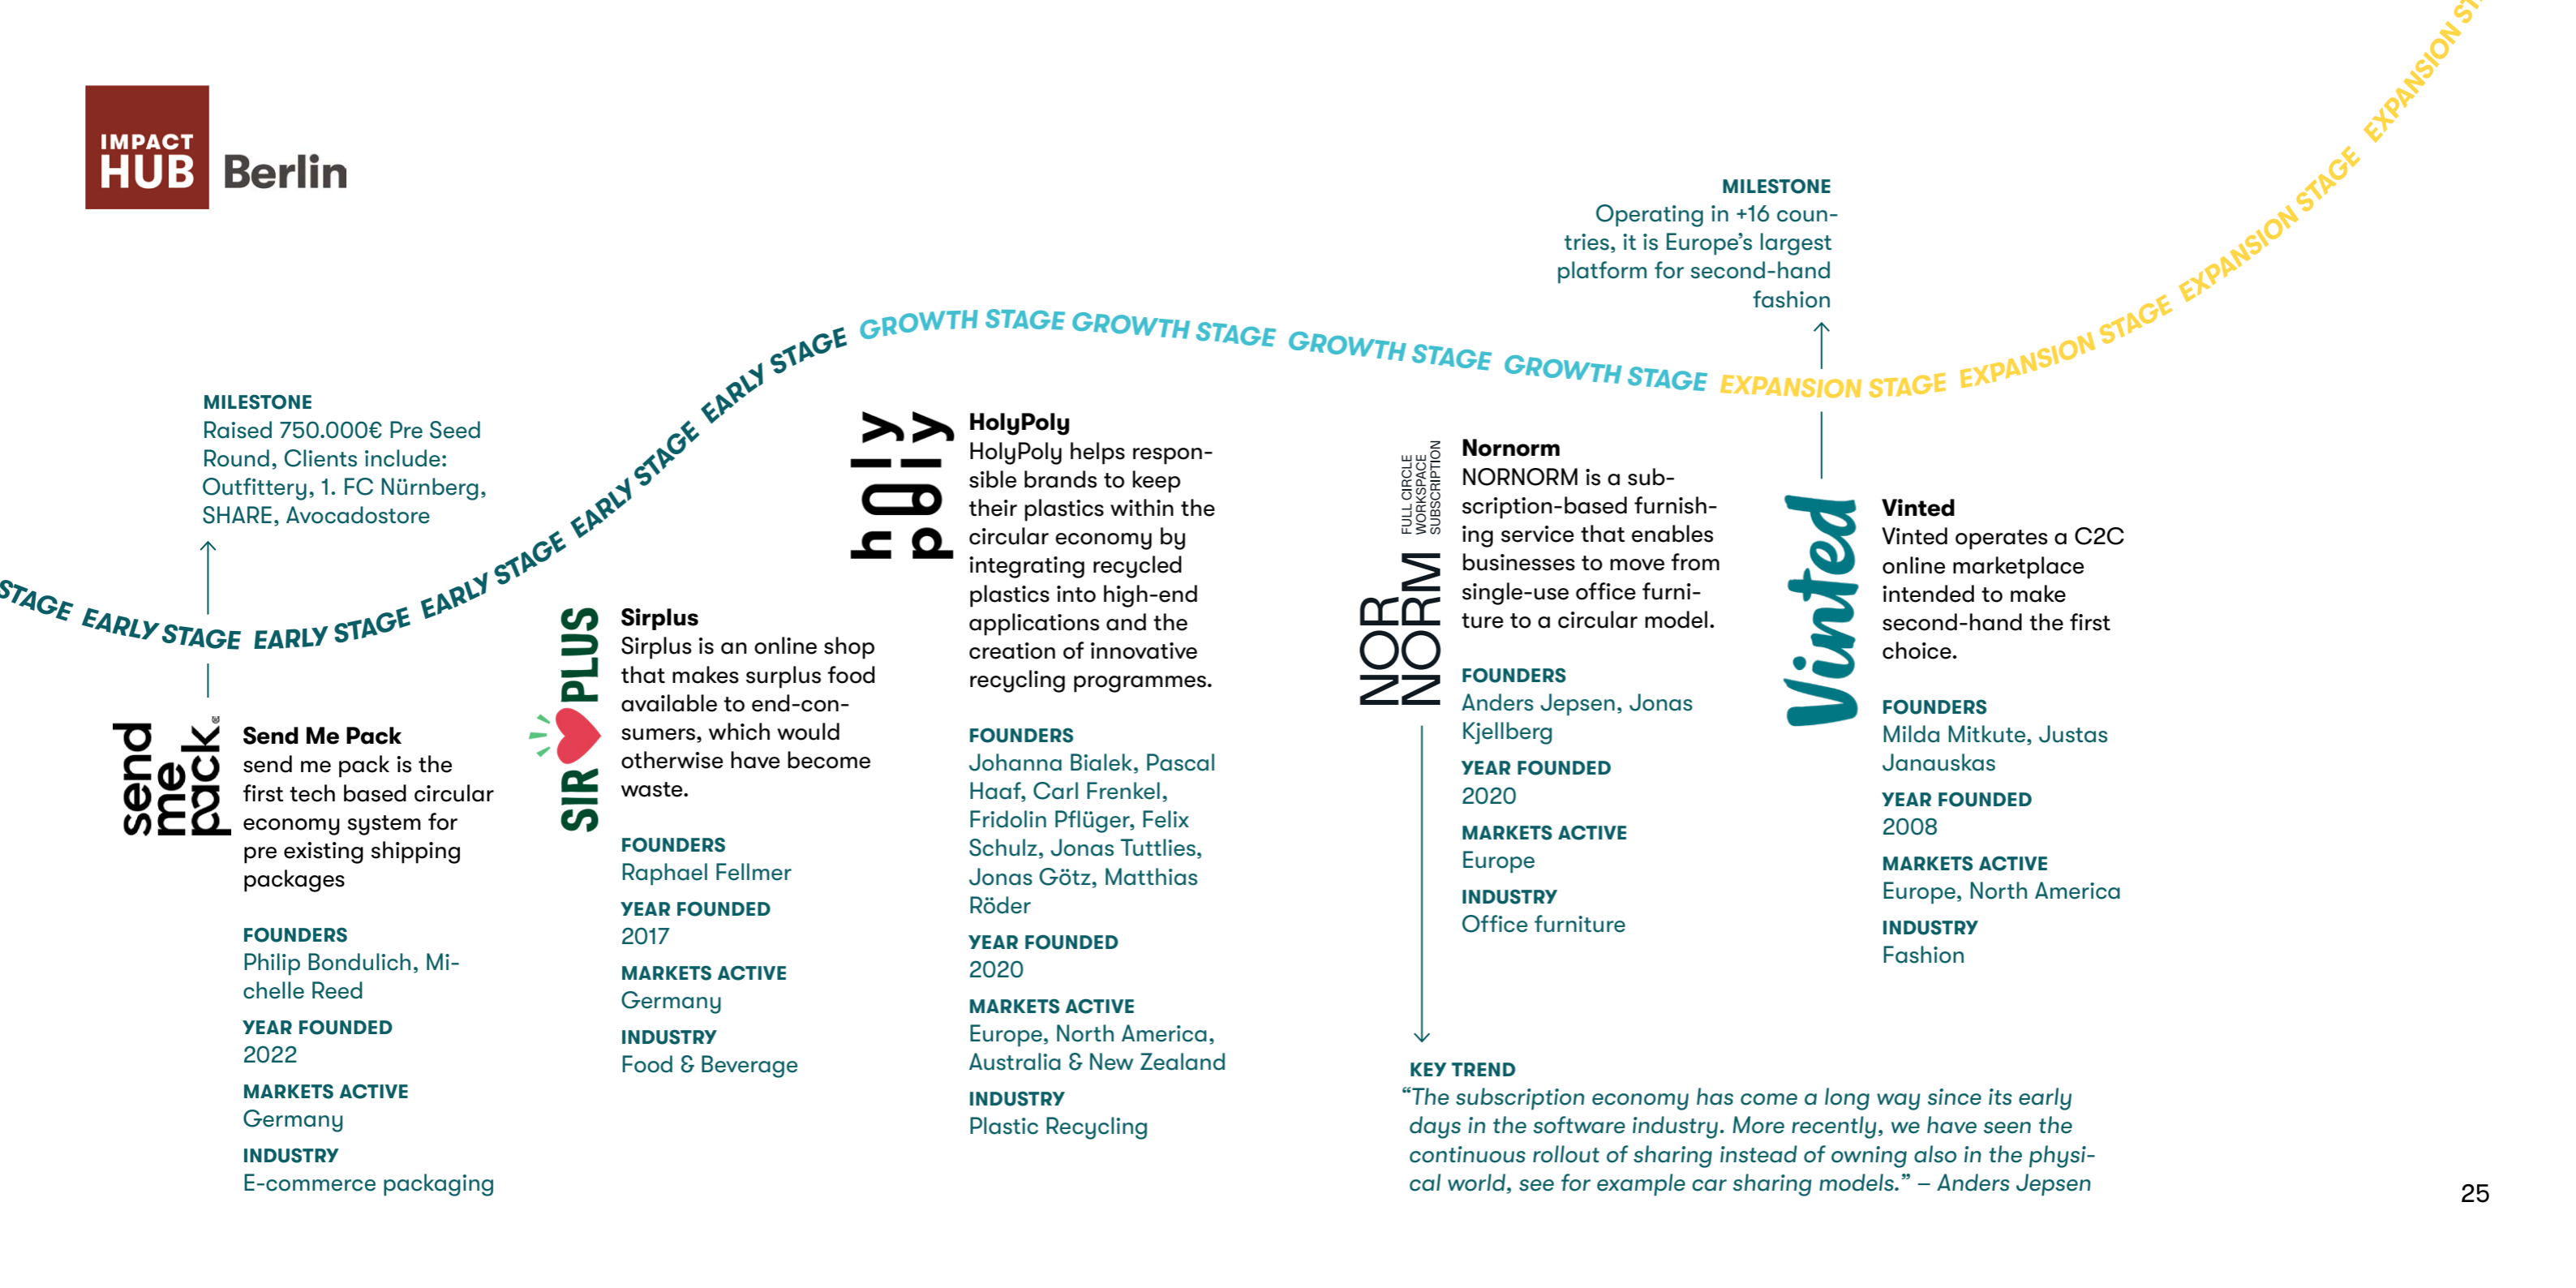 IMPACT
HUB
Berlin
STAGE EARLY STAGE EARLY STAGE EARLY STAGE EARLY STAGE EARLY STAGE GROWTH STAGE GROWTH STAGE GROWTH STAGE GROWTH STAGE EXPANSION STAGE EXPANSION STAGE EXPANSION STAGE EXPANSION STAGE EXPANSION ST
MILESTONE
Raised 750.000€ Pre Seed
Round, Clients include:
Outfittery, 1. FC Nürnberg,
SHARE, Avocadostore
send
me
pack.®
Send Me Pack
send me pack is the
first tech based circular
economy system for
pre existing shipping
packages
FOUNDERS
Philip Bondulich, Mi-
chelle Reed
YEAR FOUNDED
2022
MARKETS ACTIVE
Germany
INDUSTRY
E-commerce packaging
SIR PLUS
Sirplus
Sirplus is an online shop
that makes surplus food
available to end-con-
sumers, which would
otherwise have become
waste.
FOUNDERS
Raphael Fellmer
YEAR FOUNDED
2017
MARKETS ACTIVE
Germany
INDUSTRY
Food & Beverage
holy
poly
HolyPoly
HolyPoly helps respon-
sible brands to keep
their plastics within the
circular economy by
integrating recycled
plastics into high-end
applications and the
creation of innovative
recycling programmes.
FOUNDERS
Johanna Bialek, Pascal
Haaf, Carl Frenkel,
Fridolin Pflüger, Felix
Schulz, Jonas Tuttlies,
Jonas Götz, Matthias
Röder
YEAR FOUNDED
2020
MARKETS ACTIVE
Europe, North America,
Australia & New Zealand
INDUSTRY
Plastic Recycling
NOR
NORM
FULL CIRCLE
WORKSPACE
SUBSCRIPTION
Nornorm
NORNORM is a sub-
scription-based furnish-
ing service that enables
businesses to move from
single-use office furni-
ture to a circular model.
FOUNDERS
Anders Jepsen, Jonas
Kjellberg
YEAR FOUNDED
2020
MARKETS ACTIVE
Europe
INDUSTRY
Office furniture
KEY TREND
“The subscription economy has come a long way since its early
days in the software industry. More recently, we have seen the
continuous rollout of sharing instead of owning also in the physi-
cal world, see for example car sharing models.” – Anders Jepsen
MILESTONE
Operating in +16 coun-
tries, it is Europe’s largest
platform for second-hand
fashion
Vinted
Vinted
Vinted operates a C2C
online marketplace
intended to make
second-hand the first
choice.
FOUNDERS
Milda Mitkute, Justas
Janauskas
YEAR FOUNDED
2008
MARKETS ACTIVE
Europe, North America
INDUSTRY
Fashion
25